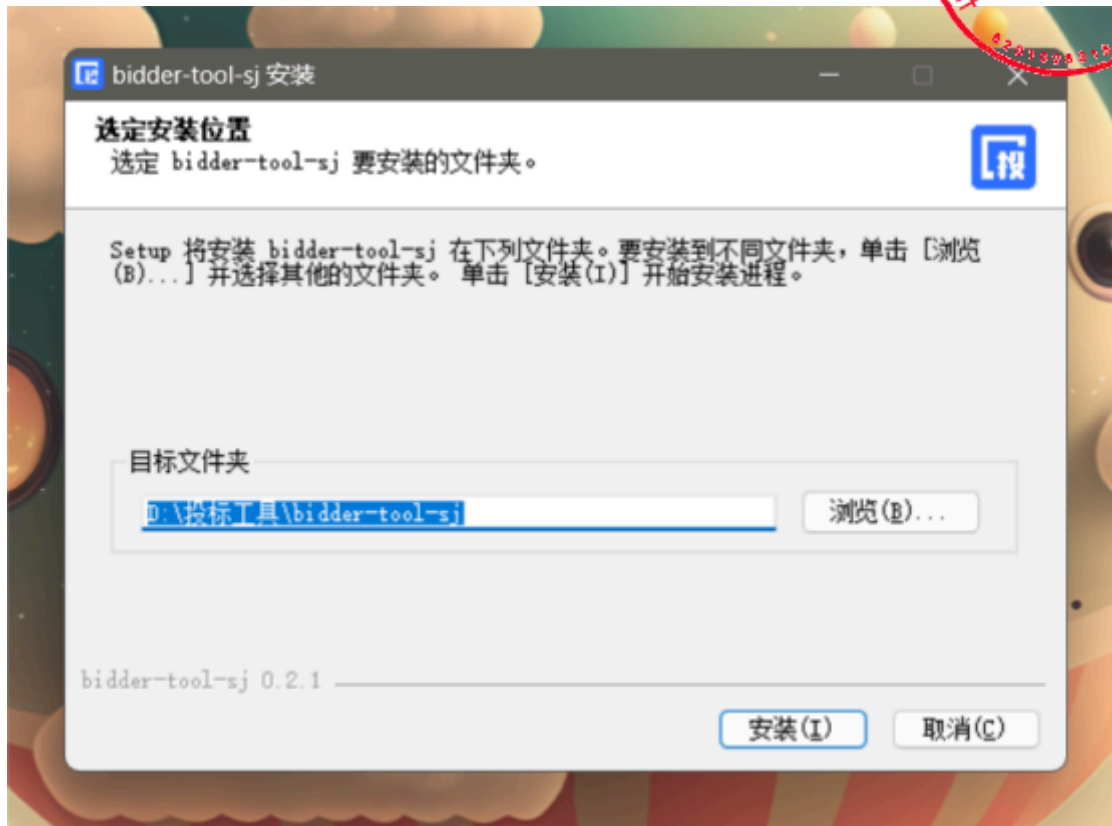 投 bidder-tool-sj 安装
选定安装位置
选定 bidder-tool-sj 要安装的文件夹。
投
Setup 将安装 bidder-tool-sj 在下列文件夹。要安装到不同文件夹，单击 [浏览
(B)...] 并选择其他的文件夹。 单击 [安装(I)] 开始安装进程。
目标文件夹
D:\投标工具\bidder-tool-sj
浏览(B)...
bidder-tool-sj 0.2.1
安装(I)
取消(C)